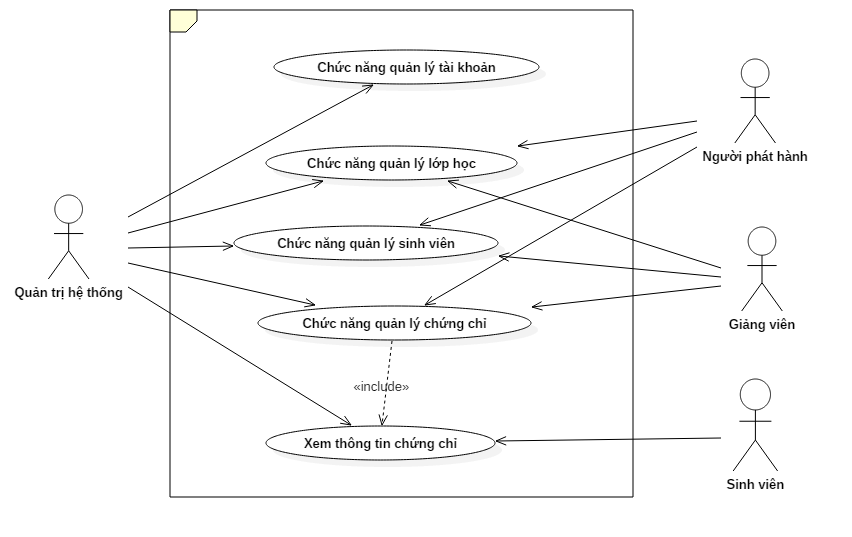 Chức năng quản lý tài khoản
Người phát hành
Chức năng quản lý lớp học
Chức năng quản lý sinh viên
Quản trị hệ thống
Giảng viên
Chức năng quản lý chứng chỉ
«include»
Xem thông tin chứng chỉ
Sinh viên